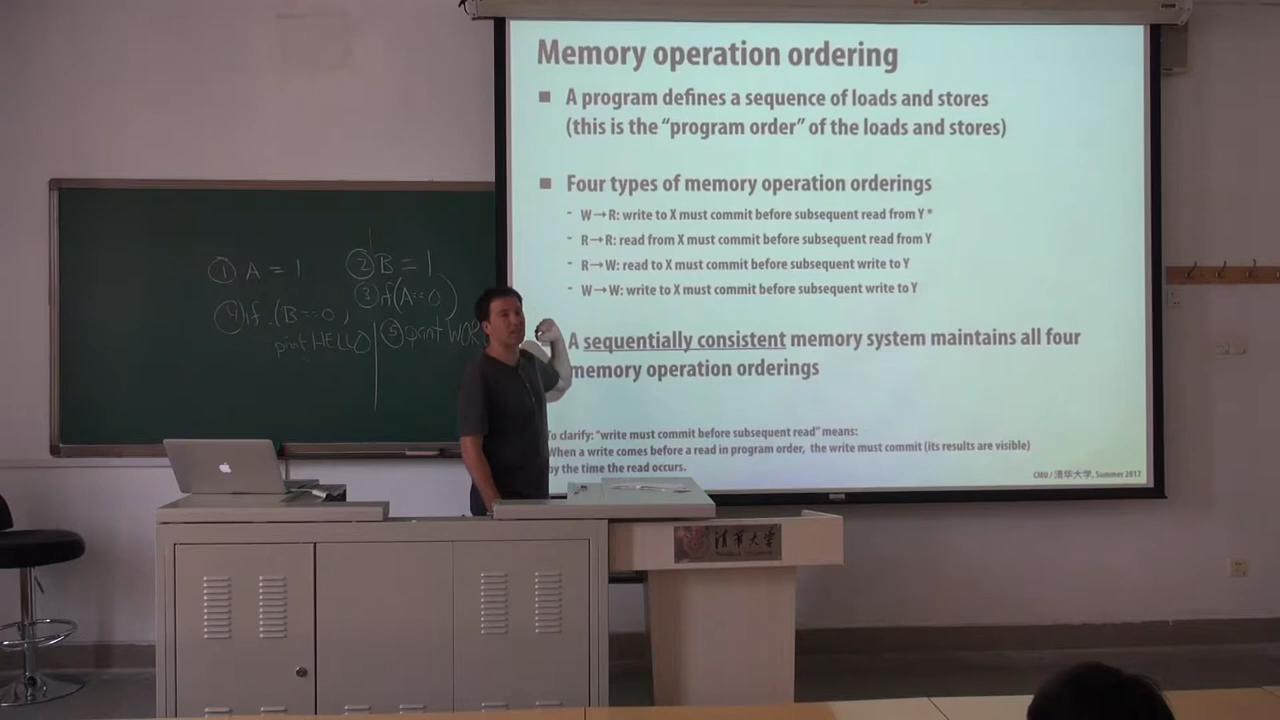 Memory operation ordering
■ A program defines a sequence of loads and stores
(this is the “program order” of the loads and stores)
■ Four types of memory operation orderings
- W→R: write to X must commit before subsequent read from Y *
- R→R: read from X must commit before subsequent read from Y
- R→W: read to X must commit before subsequent write to Y
- W→W: write to X must commit before subsequent write to Y
A sequentially consistent memory system maintains all four
memory operation orderings
To clarify: “write must commit before subsequent read” means:
When a write comes before a read in program order, the write must commit (its results are visible)
by the time the read occurs.
CMU / 清华大学, Summer 2017
① A = 1
④ if (B==0)
print HELLO
② B = 1
③ if(A==0)
⑤ print WOR
清华大学